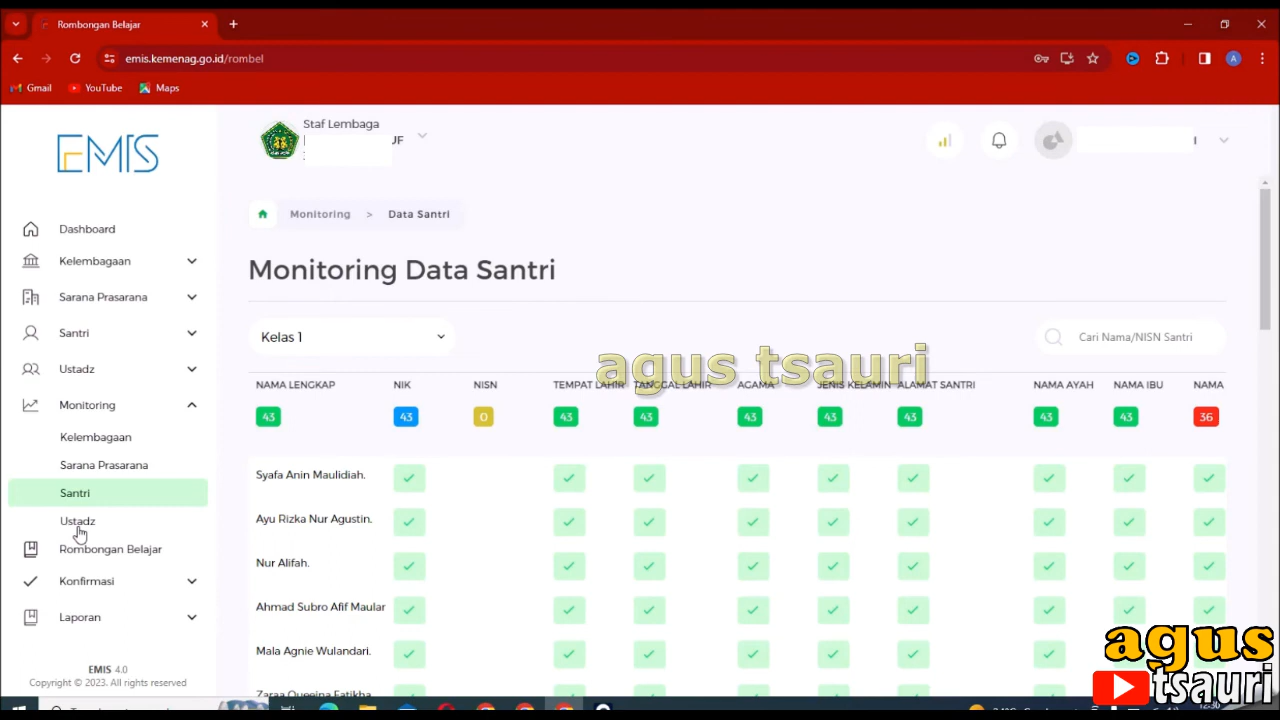 Rombongan Belajar
emis.kemenag.go.id/rombel
A
Gmail YouTube Maps
EMIS
Staf Lembaga
UF
Dashboard
Kelembagaan
Sarana Prasarana
Santri
Ustadz
Monitoring
Kelembagaan
Sarana Prasarana
Santri
Ustadz
Rombongan Belajar
Konfirmasi
Laporan
EMIS 4.0
Copyright © 2023. All rights reserved
Monitoring > Data Santri
Monitoring Data Santri
Kelas 1
Cari Nama/NISN Santri
agus tsauri
NAMA LENGKAP NIK NISN TEMPAT LAHIR TANGGAL LAHIR AGAMA JENIS KELAMIN ALAMAT SANTRI NAMA AYAH NAMA IBU NAMA
43 43 0 43 43 43 43 43 43 43 36
Syafa Anin Maulidiah.
Ayu Rizka Nur Agustin.
Nur Alifah.
Ahmad Subro Afif Maular
Mala Agnie Wulandari.
Zaraa Queeina Fatikha
agus
tsauri